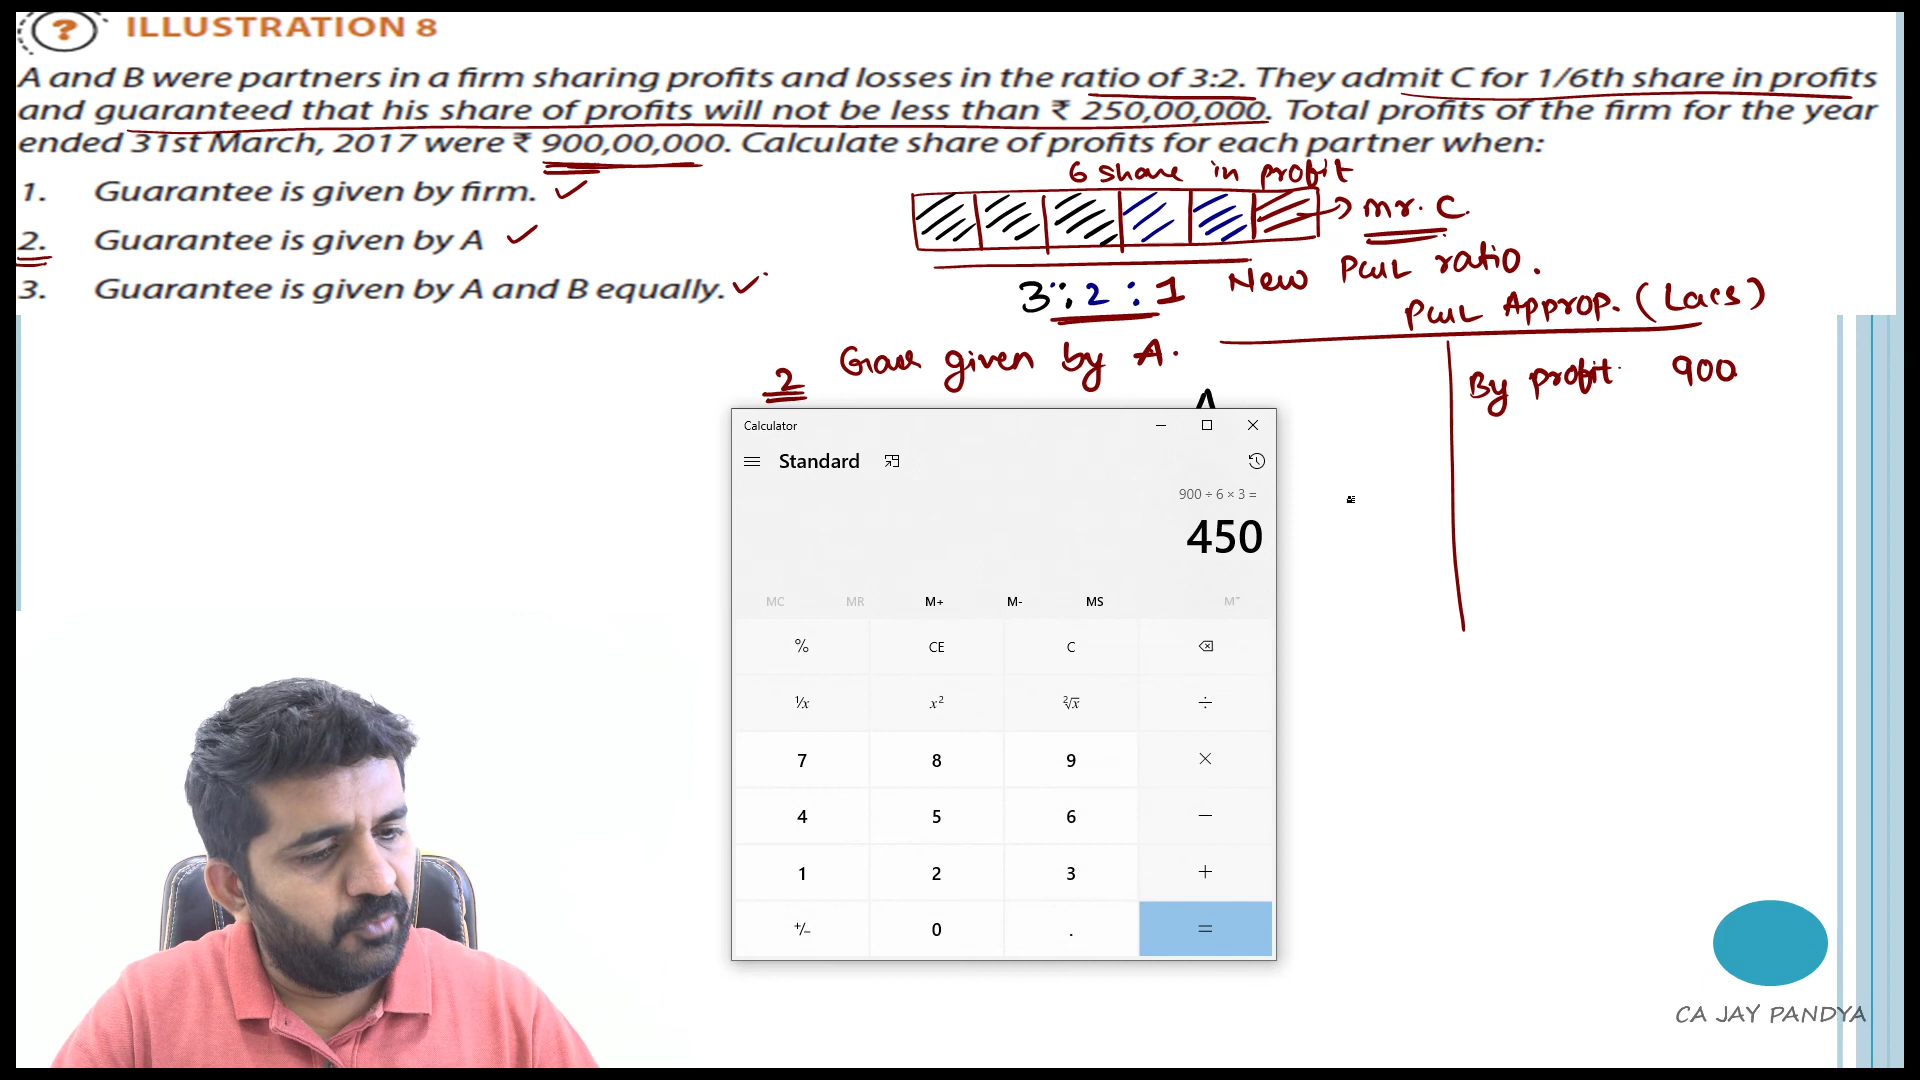 ? ILLUSTRATION 8
A and B were partners in a firm sharing profits and losses in the ratio of 3:2. They admit C for 1/6th share in profits
and guaranteed that his share of profits will not be less than ₹ 250,00,000. Total profits of the firm for the year
ended 31st March, 2017 were ₹ 900,00,000. Calculate share of profits for each partner when:
1. Guarantee is given by firm.
2. Guarantee is given by A
3. Guarantee is given by A and B equally.
6 share in profit
Mr. C.
3 : 2 : 1 New P&L ratio.
P&L Approp. (Lacs)
2 given by A.
By profit 900
A
Calculator
Standard
900 ÷ 6 × 3 =
450
MC MR M+ M- MS M˅
% CE C
¹/x x² ²√x ÷
7 8 9 ×
4 5 6 −
1 2 3 +
+/− 0 . =
CA JAY PANDYA